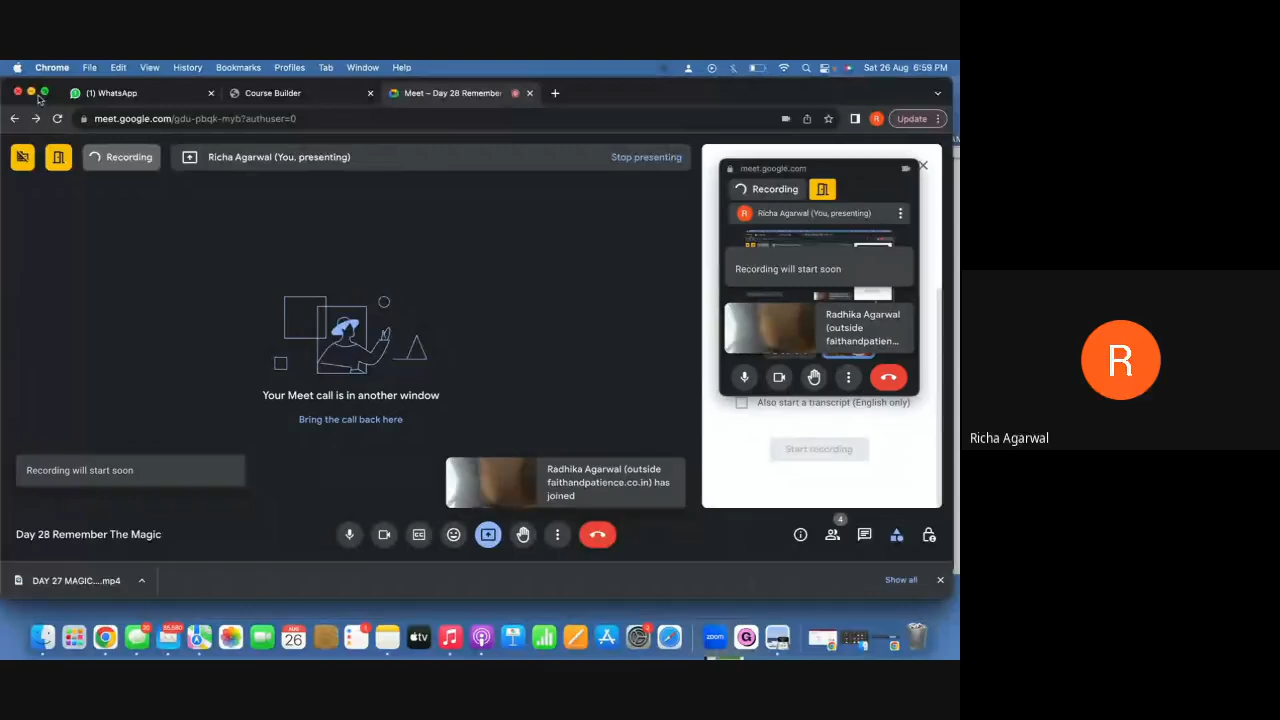 Chrome File Edit View History Bookmarks Profiles Tab Window Help Sat 26 Aug 6:59 PM
(1) WhatsApp Course Builder Meet – Day 28 Remember
meet.google.com/gdu-pbqk-myb?authuser=0 R Update
Recording Richa Agarwal (You, presenting) Stop presenting
meet.google.com
Recording
R Richa Agarwal (You, presenting)
Recording will start soon
Radhika Agarwal
(outside
faithandpatien...
Also start a transcript (English only)
Start recording
Your Meet call is in another window
Bring the call back here
Recording will start soon
Radhika Agarwal (outside
faithandpatience.co.in) has
joined
Day 28 Remember The Magic
4
DAY 27 MAGIC....mp4 Show all
AUG
26
tv
zoom
G
R
Richa Agarwal